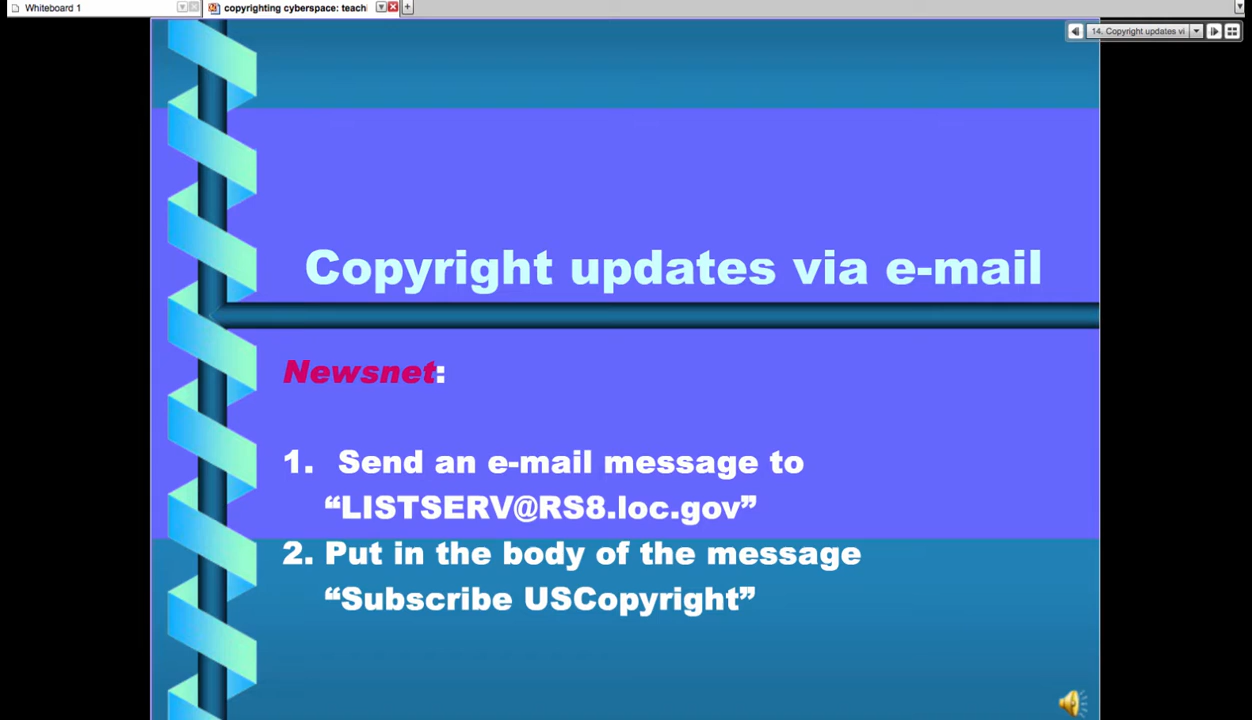 Whiteboard 1
copyrighting cyberspace: teachi
14. Copyright updates vi
Copyright updates via e-mail
Newsnet:
1. Send an e-mail message to
“LISTSERV@RS8.loc.gov”
2. Put in the body of the message
“Subscribe USCopyright”